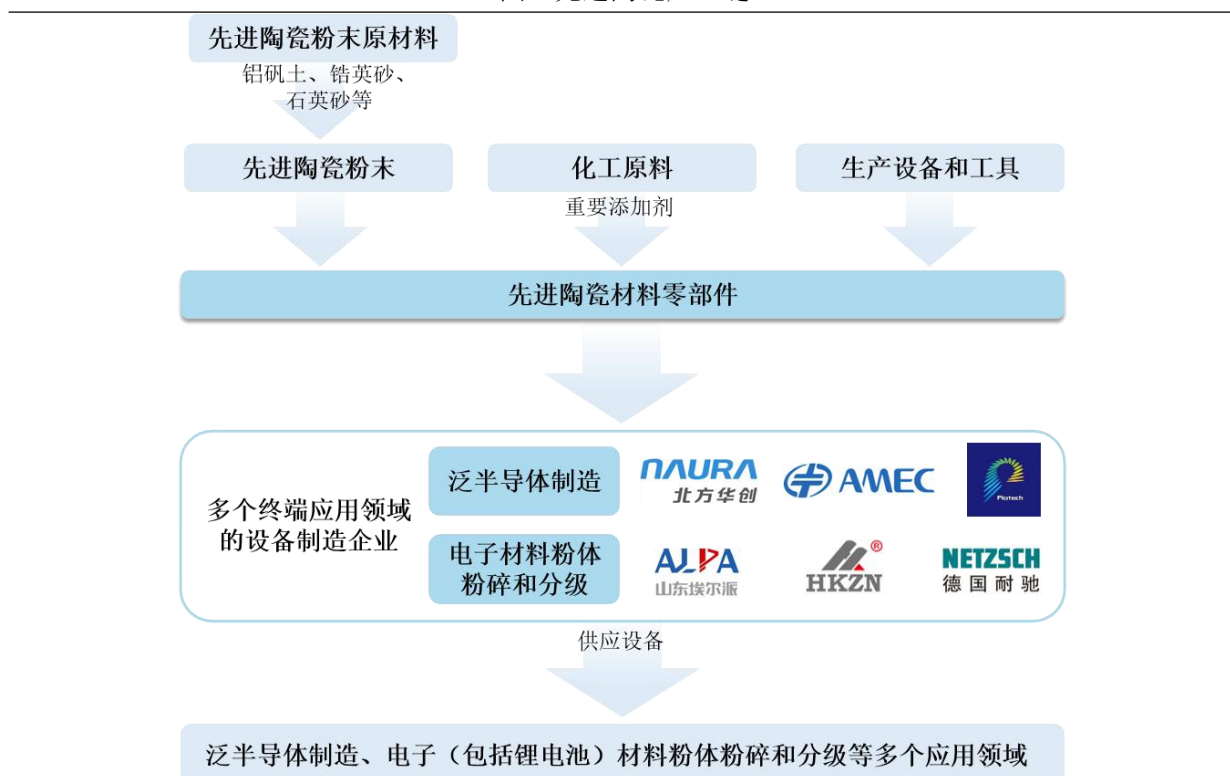 先进陶瓷粉末原材料
铝矾土、锆英砂、
石英砂等
先进陶瓷粉末
化工原料
生产设备和工具
重要添加剂
先进陶瓷材料零部件
多个终端应用领域
的设备制造企业
泛半导体制造
NAURA
北方华创
AMEC
Piotech
电子材料粉体
粉碎和分级
ALPA
山东埃尔派
HKZN®
NETZSCH
德国耐驰
供应设备
泛半导体制造、电子（包括锂电池）材料粉体粉碎和分级等多个应用领域